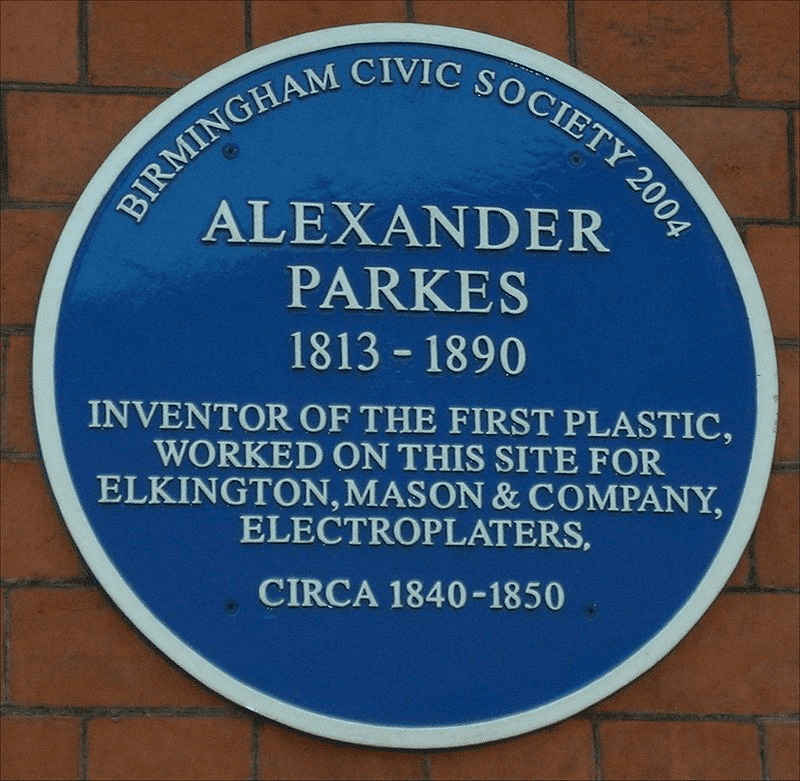 BIRMINGHAM CIVIC SOCIETY 2004
ALEXANDER
PARKES
1813 - 1890
INVENTOR OF THE FIRST PLASTIC,
WORKED ON THIS SITE FOR
ELKINGTON, MASON & COMPANY,
ELECTROPLATERS.
CIRCA 1840-1850